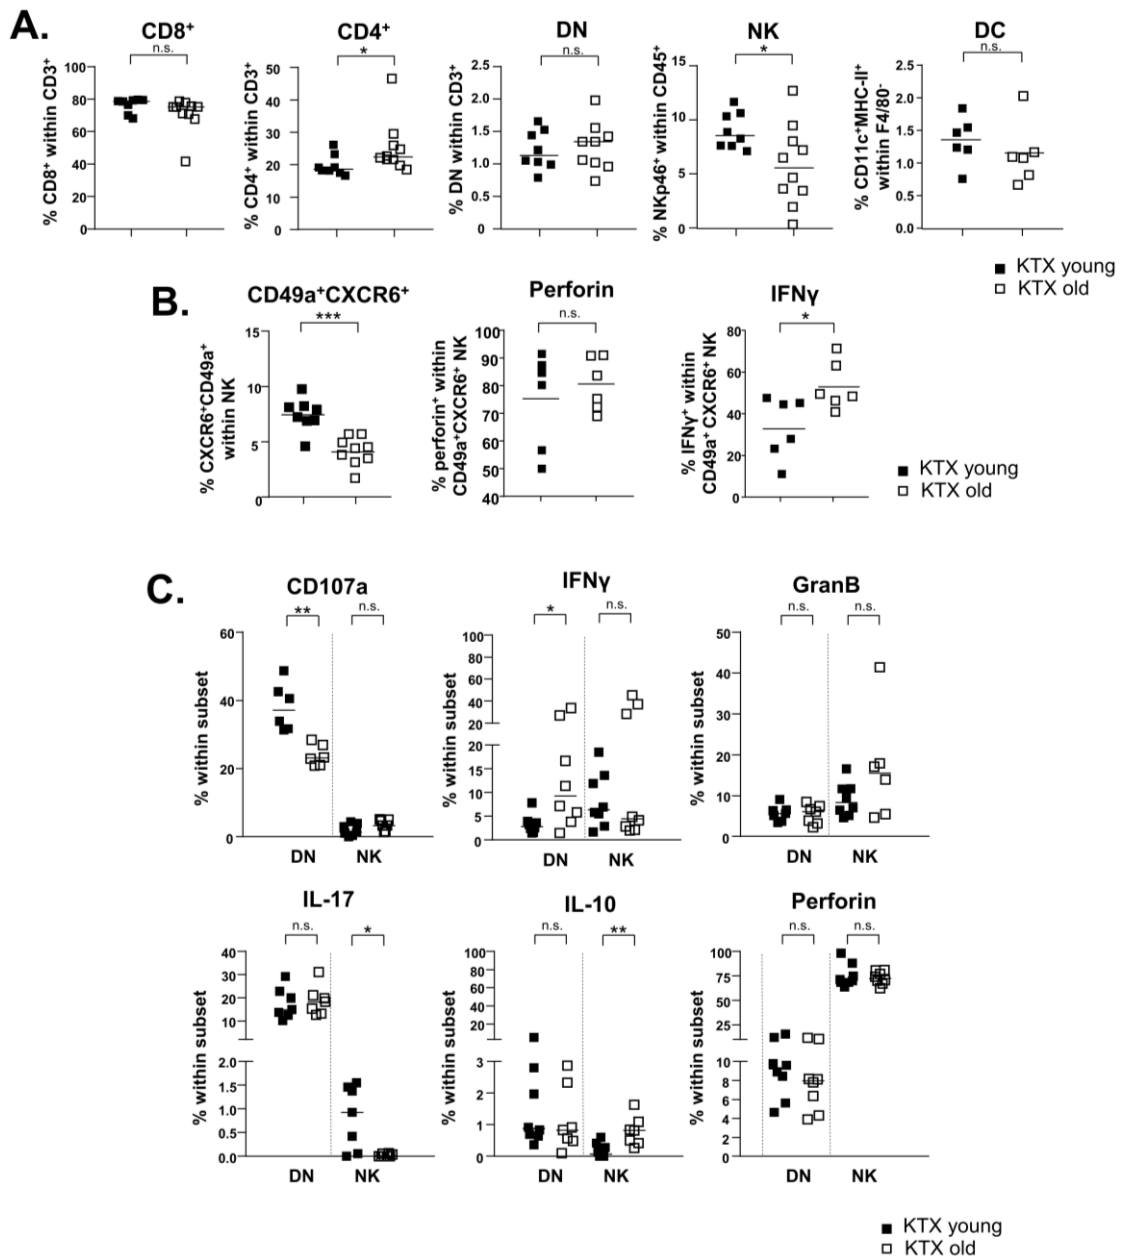 A.
CD8⁺
n.s.
% CD8⁺ within CD3⁺
100
80
60
40
20
0
CD4⁺
*
% CD4⁺ within CD3⁺
50
40
30
20
10
0
DN
n.s.
% DN within CD3⁺
2.5
2.0
1.5
1.0
0.5
0
NK
*
% NKp46⁺ within CD45⁺
15
10
5
0
DC
n.s.
% CD11c⁺MHC-II⁺
within F4/80⁻
2.5
2.0
1.5
1.0
0.5
0.0
KTX young
KTX old
B.
CD49a⁺CXCR6⁺
***
% CXCR6⁺CD49a⁺
within NK
15
10
5
0
Perforin
n.s.
% perforin⁺ within
CD49a⁺CXCR6⁺ NK
100
90
80
70
60
50
40
IFNγ
*
% IFNγ⁺ within
CD49a⁺ CXCR6⁺ NK
80
60
40
20
0
KTX young
KTX old
C.
CD107a
** n.s.
% within subset
60
40
20
0
DN NK
IFNγ
* n.s.
% within subset
100
80
60
40
20
20
15
10
5
0
DN NK
GranB
n.s. n.s.
% within subset
50
40
30
20
10
0
DN NK
IL-17
n.s. *
% within subset
40
30
20
10
2.0
1.5
1.0
0.5
0.0
DN NK
IL-10
n.s. **
% within subset
100
80
60
40
20
3
2
1
0
DN NK
Perforin
n.s. n.s.
% within subset
100
75
50
25
10
8
6
4
2
0
DN NK
KTX young
KTX old